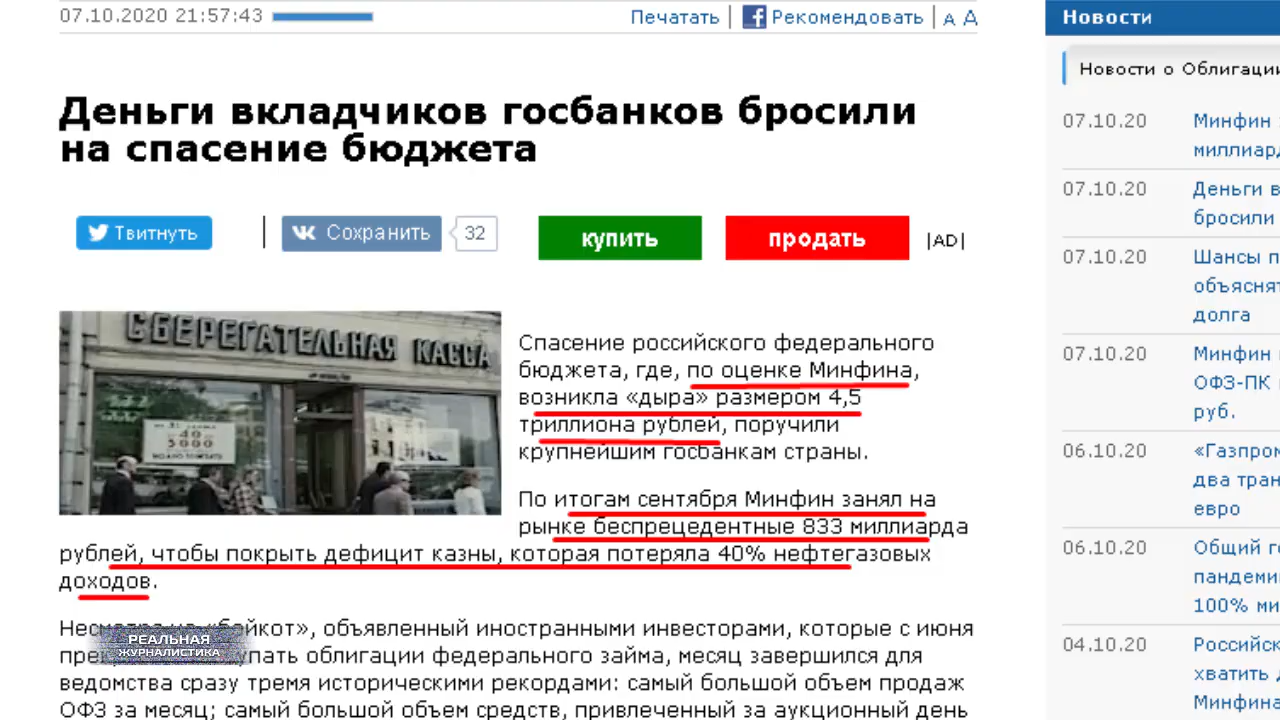 07.10.2020 21:57:43
Печатать
Рекомендовать
А А
Деньги вкладчиков госбанков бросили
на спасение бюджета
Твитнуть
Сохранить
32
купить
продать
|AD|
СБЕРЕГАТЕЛЬНАЯ КАССА
Спасение российского федерального
бюджета, где, по оценке Минфина,
возникла «дыра» размером 4,5
триллиона рублей, поручили
крупнейшим госбанкам страны.
По итогам сентября Минфин занял на
рынке беспрецедентные 833 миллиарда
рублей, чтобы покрыть дефицит казны, которая потеряла 40% нефтегазовых
доходов.
«бойкот», объявленный иностранными инвесторами, которые с июня
облигации федерального займа, месяц завершился для
ведомства сразу тремя историческими рекордами: самый большой объем продаж
ОФЗ за месяц; самый большой объем средств, привлеченный за аукционный день
РЕАЛЬНАЯ
ЖУРНАЛИСТИКА
Новости
Новости о Облигации
07.10.20
Минфин
миллиард
07.10.20
Деньги в
бросили
07.10.20
Шансы п
объяснят
долга
07.10.20
Минфин
ОФЗ-ПК
руб.
06.10.20
«Газпром
два тран
евро
06.10.20
Общий г
пандеми
100% ми
04.10.20
Российск
хватить д
Минфина